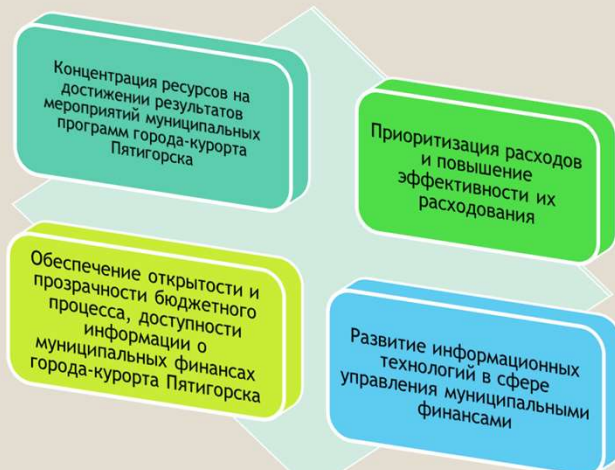 Концентрация ресурсов на
достижении результатов
мероприятий муниципальных
программ города-курорта
Пятигорска
Приоритизация расходов
и повышение
эффективности их
расходования
Обеспечение открытости и
прозрачности бюджетного
процесса, доступности
информации о
муниципальных финансах
города-курорта Пятигорска
Развитие информационных
технологий в сфере
управления муниципальными
финансами